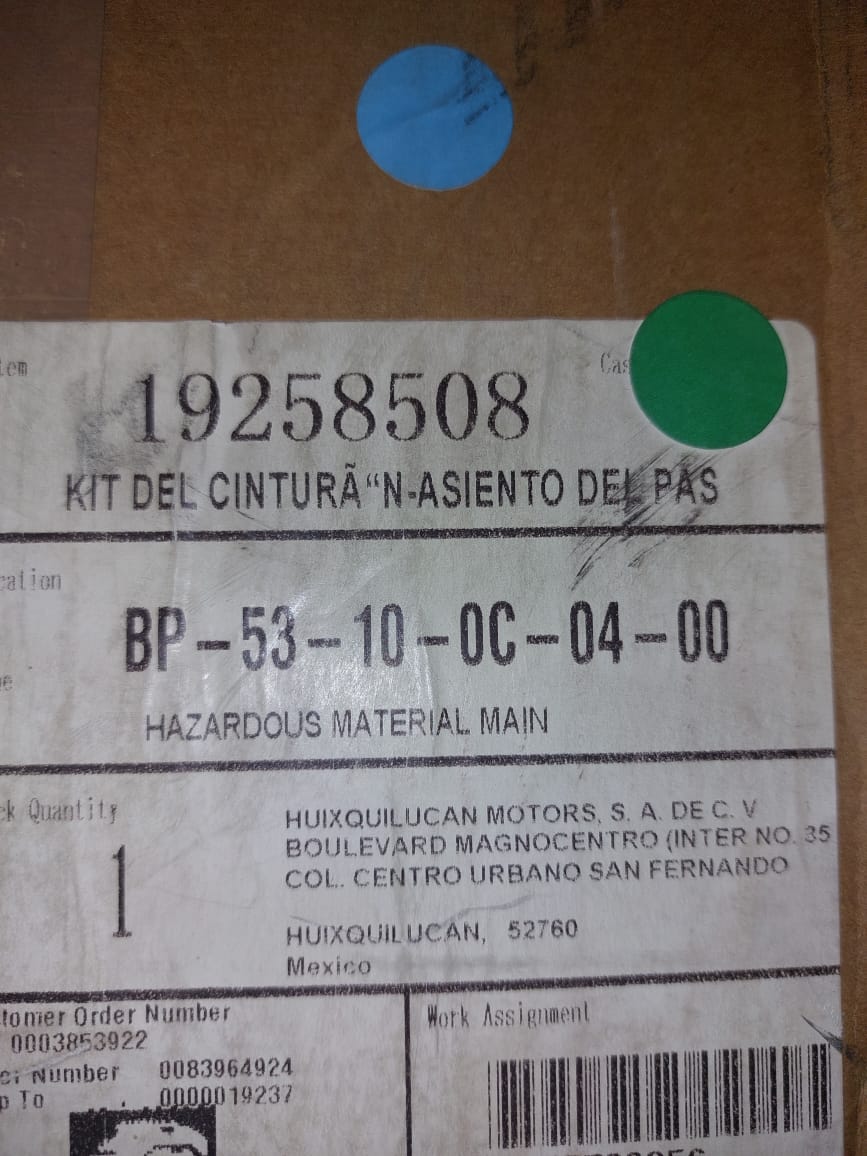 19258508
KIT DEL CINTURÃ“N-ASIENTO DEL PAS
BP-53-10-0C-04-00
HAZARDOUS MATERIAL MAIN
Quantity
1
HUIXQUILUCAN MOTORS, S. A. DE C. V
BOULEVARD MAGNOCENTRO (INTER NO. 35
COL. CENTRO URBANO SAN FERNANDO
HUIXQUILUCAN, 52760
Mexico
Order Number
0003853922
Work Assignment
Number 0083964924
To 0000019237